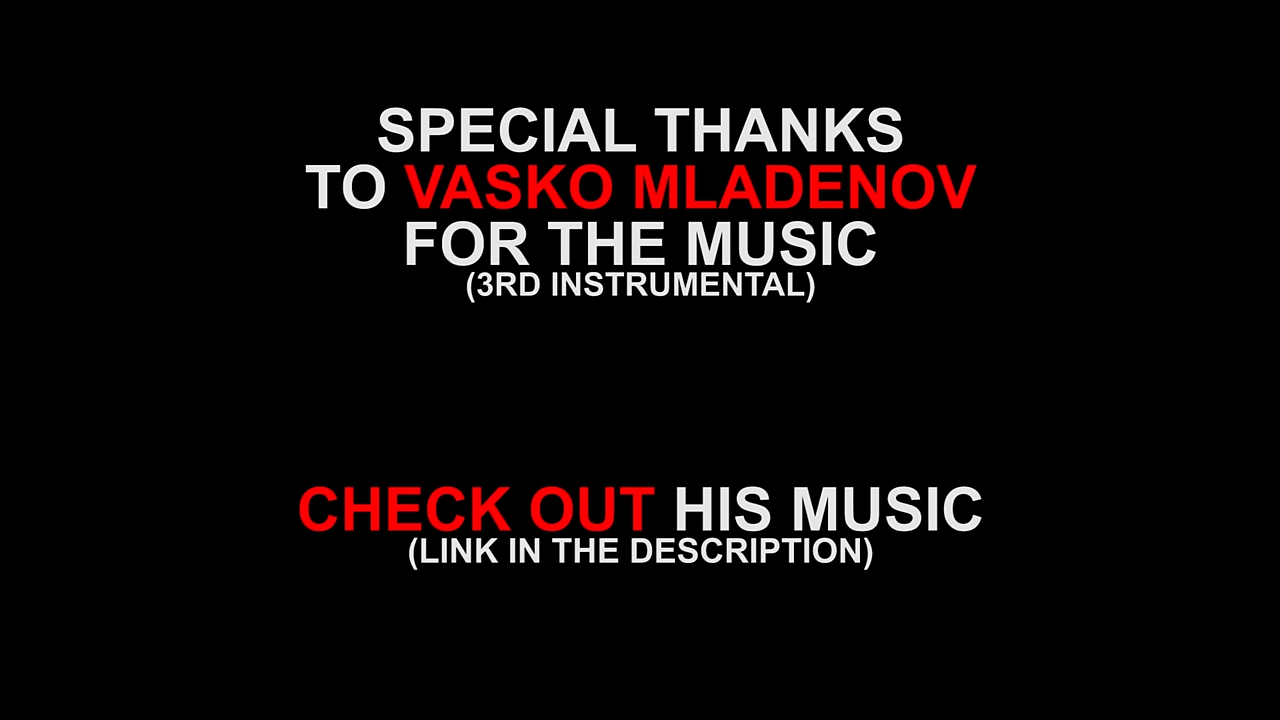 SPECIAL THANKS
TO VASKO MLADENOV
FOR THE MUSIC
(3RD INSTRUMENTAL)
CHECK OUT HIS MUSIC
(LINK IN THE DESCRIPTION)